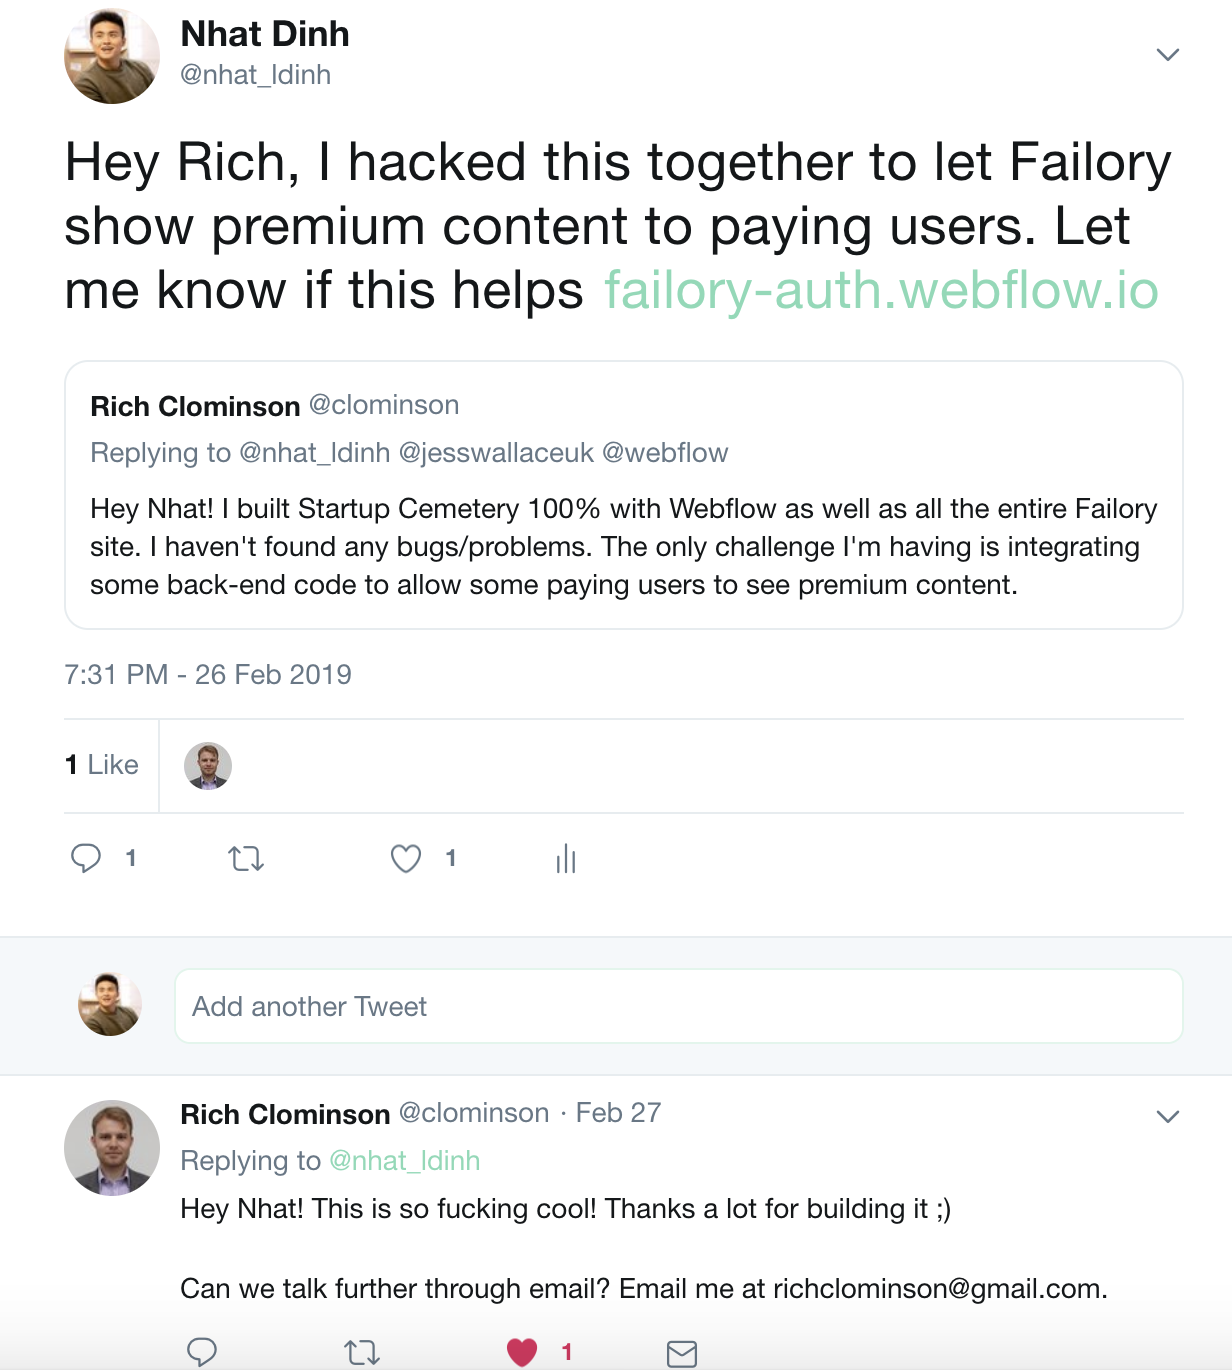 Nhat Dinh
@nhat_ldinh
Hey Rich, I hacked this together to let Failory
show premium content to paying users. Let
me know if this helps failory-auth.webflow.io
Rich Clominson @clominson
Replying to @nhat_ldinh @jesswallaceuk @webflow
Hey Nhat! I built Startup Cemetery 100% with Webflow as well as all the entire Failory
site. I haven't found any bugs/problems. The only challenge I'm having is integrating
some back-end code to allow some paying users to see premium content.
7:31 PM - 26 Feb 2019
1 Like
1 1
Add another Tweet
Rich Clominson @clominson · Feb 27
Replying to @nhat_ldinh
Hey Nhat! This is so fucking cool! Thanks a lot for building it ;)
Can we talk further through email? Email me at richclominson@gmail.com.
1